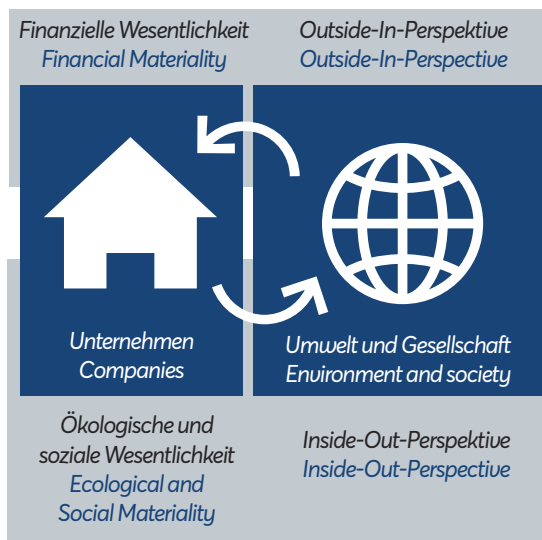 Finanzielle Wesentlichkeit
Financial Materiality
Outside-In-Perspektive
Outside-In-Perspective
Unternehmen
Companies
Umwelt und Gesellschaft
Environment and society
Ökologische und
soziale Wesentlichkeit
Ecological and
Social Materiality
Inside-Out-Perspektive
Inside-Out-Perspective